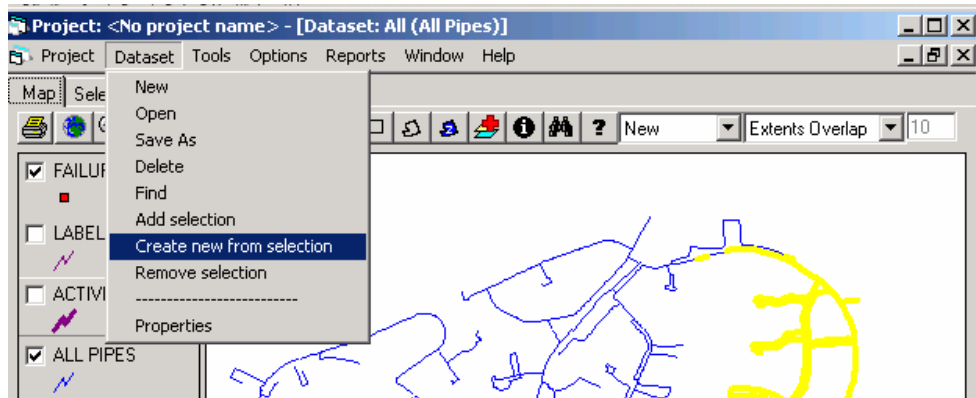 Project: <No project name> - [Dataset: All (All Pipes)]
Project Dataset Tools Options Reports Window Help
Map Sele
New
Open
Save As
Delete
Find
Add selection
Create new from selection
Remove selection
--------------------------
Properties
? New Extents Overlap 10
FAILUR
LABEL
ACTIVI
ALL PIPES